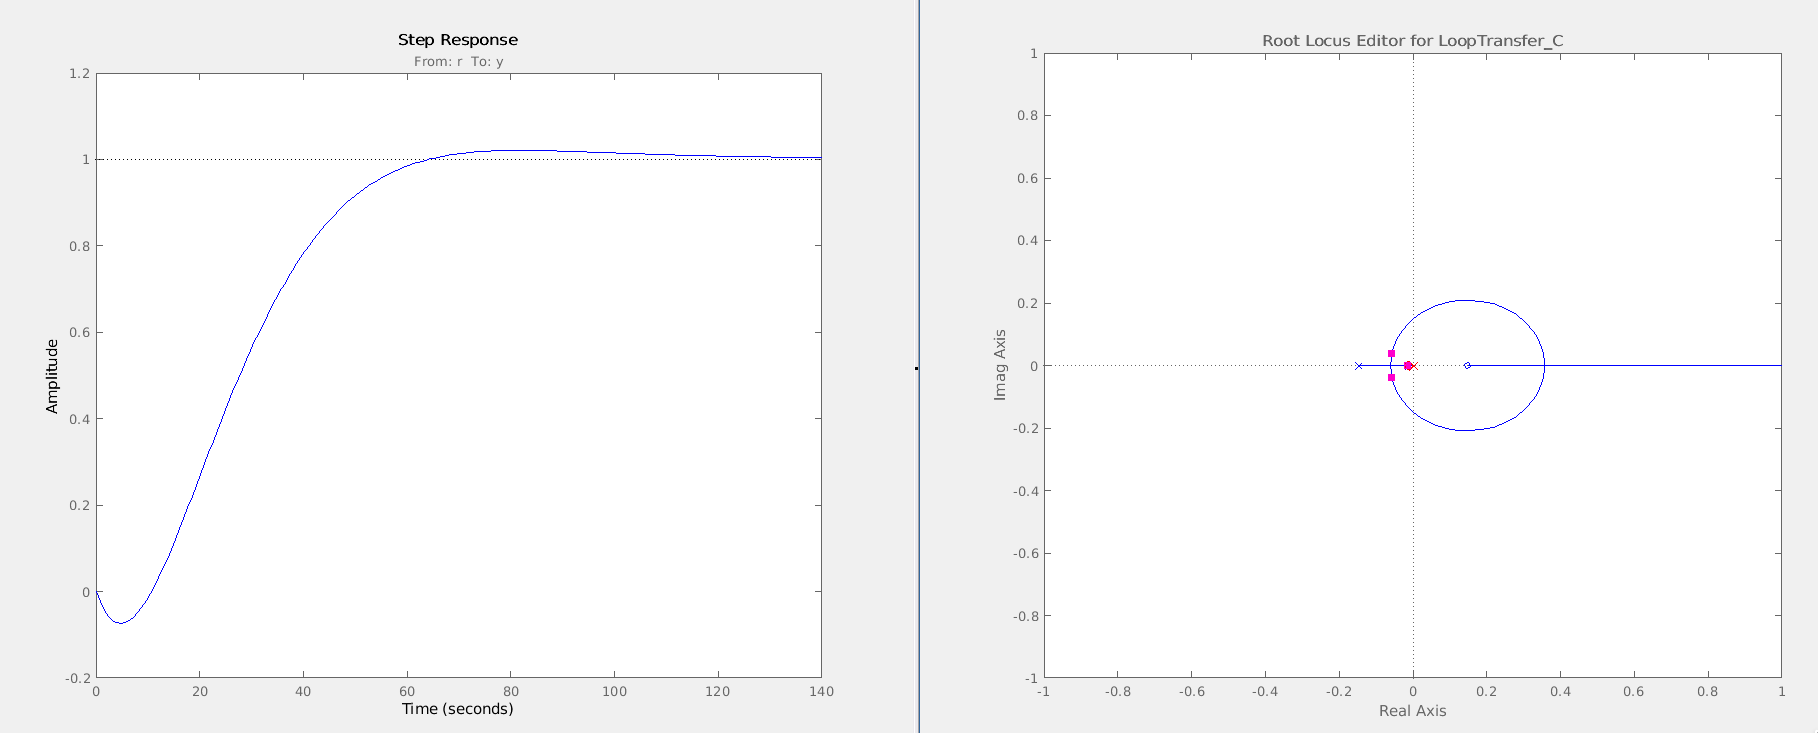 Step Response
From: r To: y
Amplitude
1.2
1
0.8
0.6
0.4
0.2
0
-0.2
0 20 40 60 80 100 120 140
Time (seconds)
Root Locus Editor for LoopTransfer_C
Imag Axis
1
0.8
0.6
0.4
0.2
0
-0.2
-0.4
-0.6
-0.8
-1
-1 -0.8 -0.6 -0.4 -0.2 0 0.2 0.4 0.6 0.8 1
Real Axis